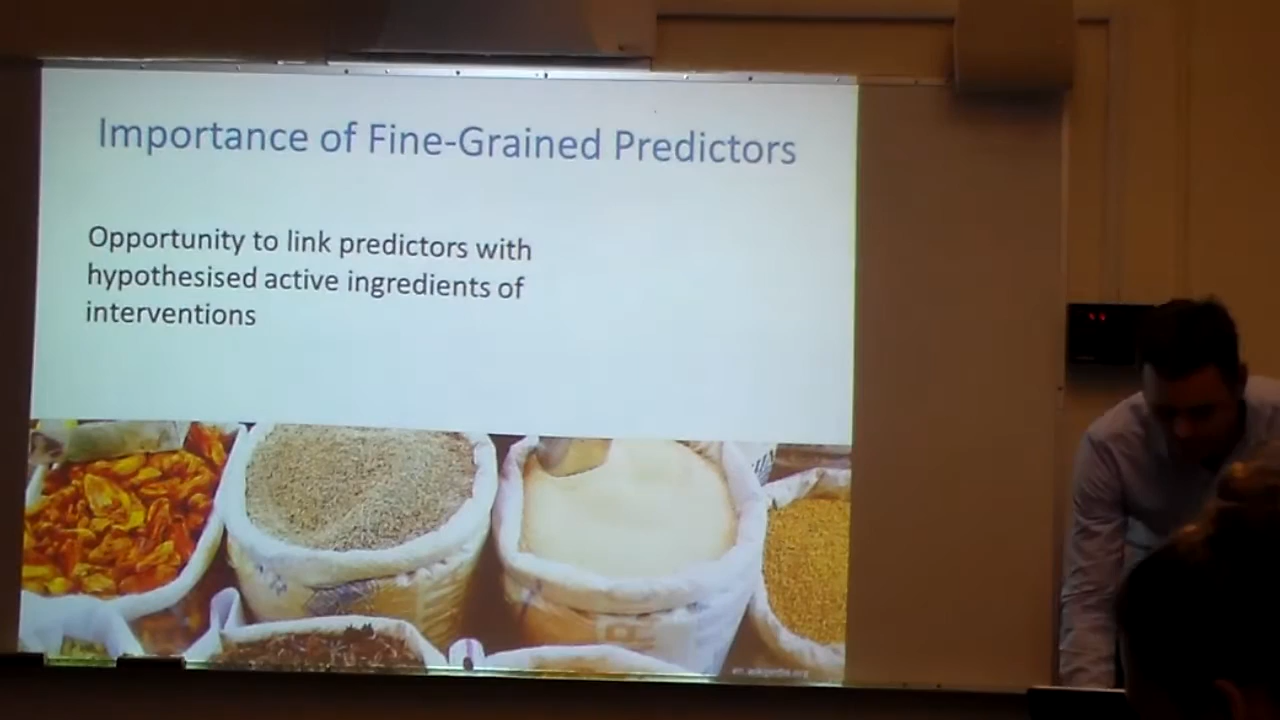 Importance of Fine-Grained Predictors
Opportunity to link predictors with
hypothesised active ingredients of
interventions